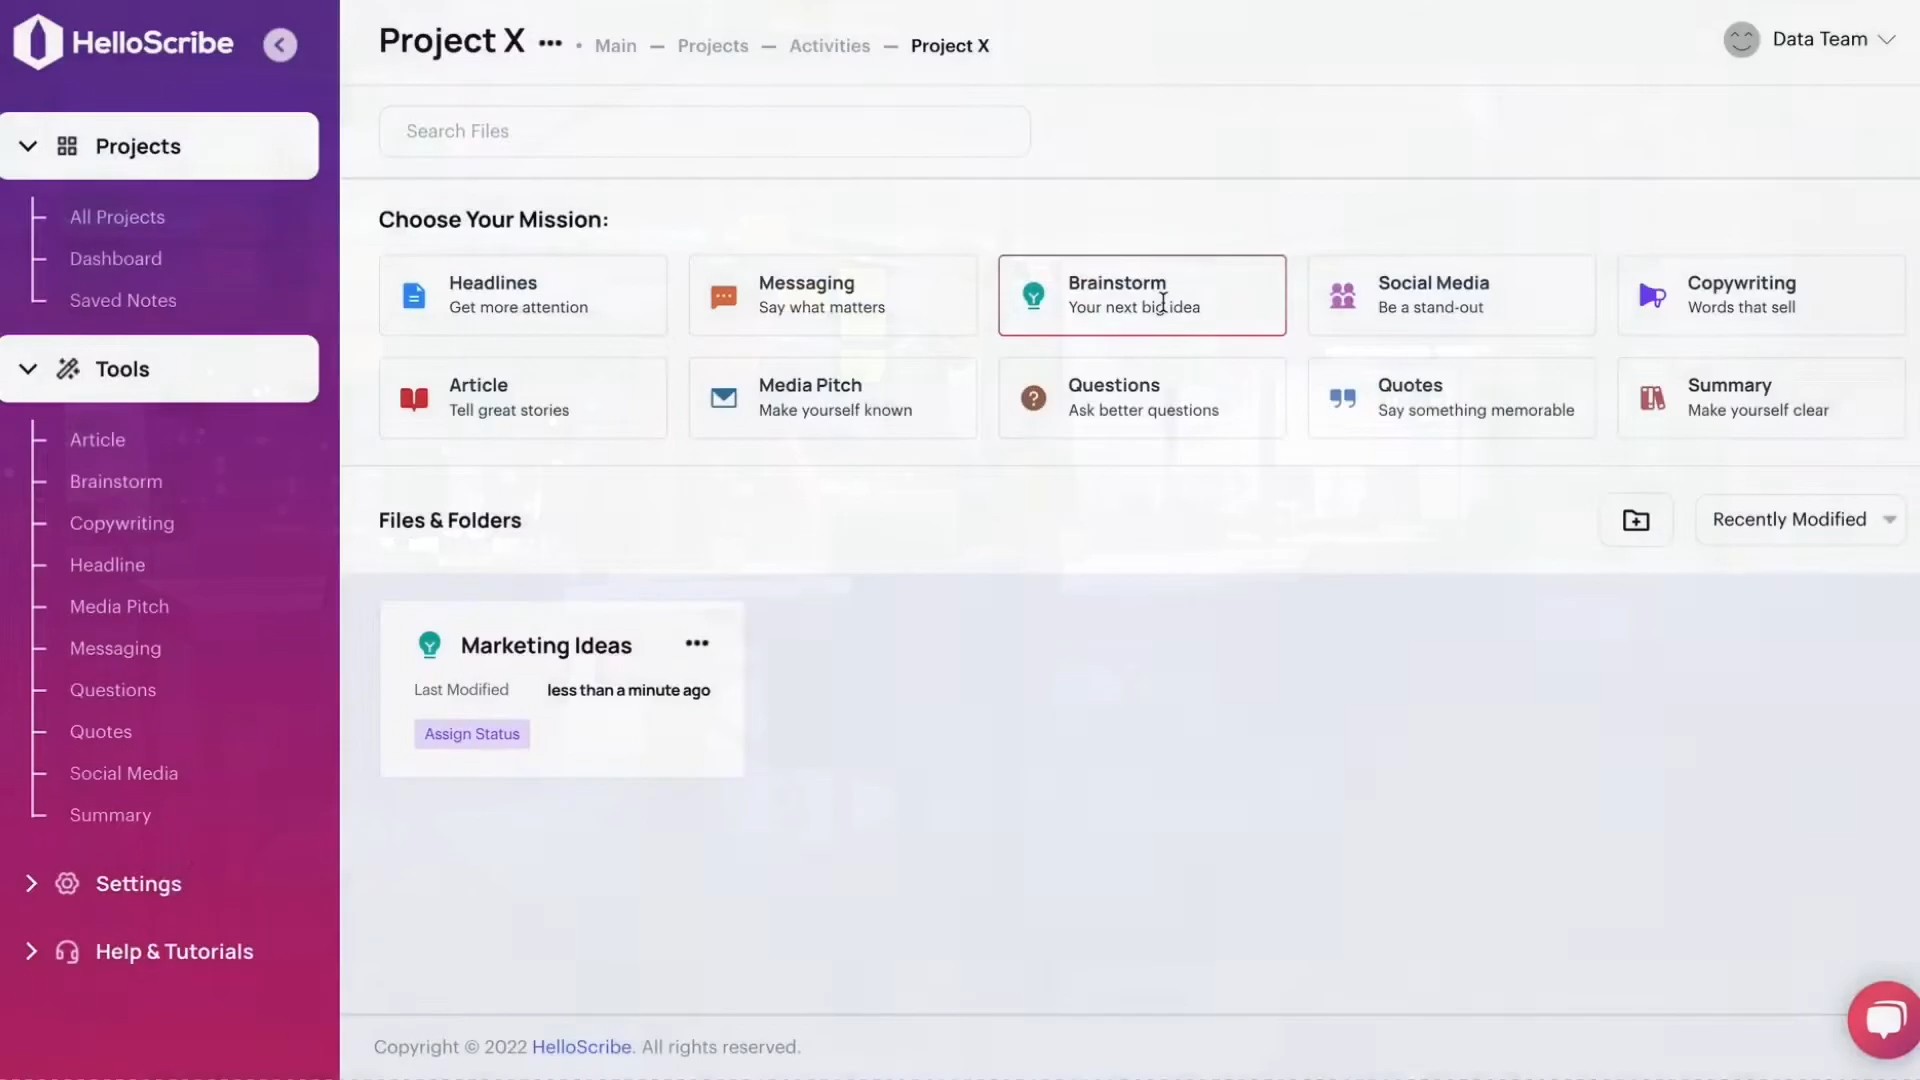 HelloScribe
Projects
All Projects
Dashboard
Saved Notes
Tools
Article
Brainstorm
Copywriting
Headline
Media Pitch
Messaging
Questions
Quotes
Social Media
Summary
Settings
Help & Tutorials
Project X ••• • Main — Projects — Activities — Project X
Data Team
Search Files
Choose Your Mission:
Headlines
Get more attention
Messaging
Say what matters
Brainstorm
Your next big idea
Social Media
Be a stand-out
Copywriting
Words that sell
Article
Tell great stories
Media Pitch
Make yourself known
Questions
Ask better questions
Quotes
Say something memorable
Summary
Make yourself clear
Files & Folders
Recently Modified
Marketing Ideas •••
Last Modified less than a minute ago
Assign Status
Copyright © 2022 HelloScribe. All rights reserved.